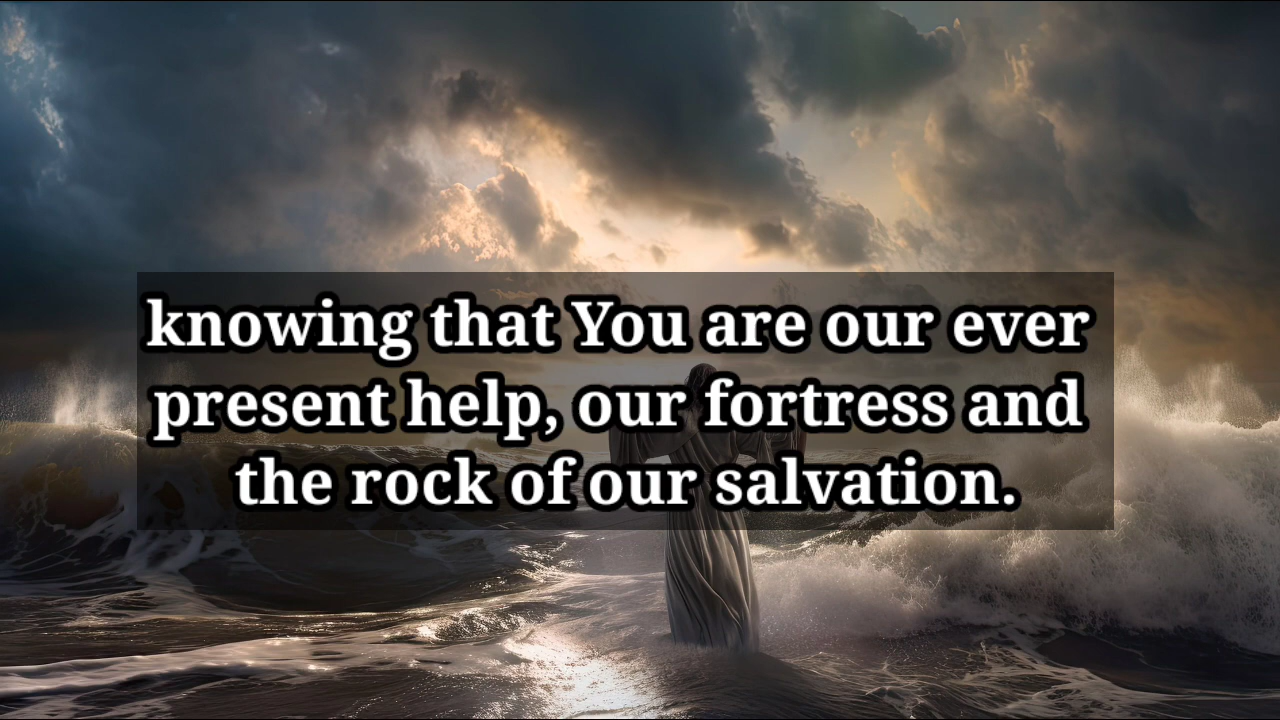 knowing that You are our ever
present help, our fortress and
the rock of our salvation.